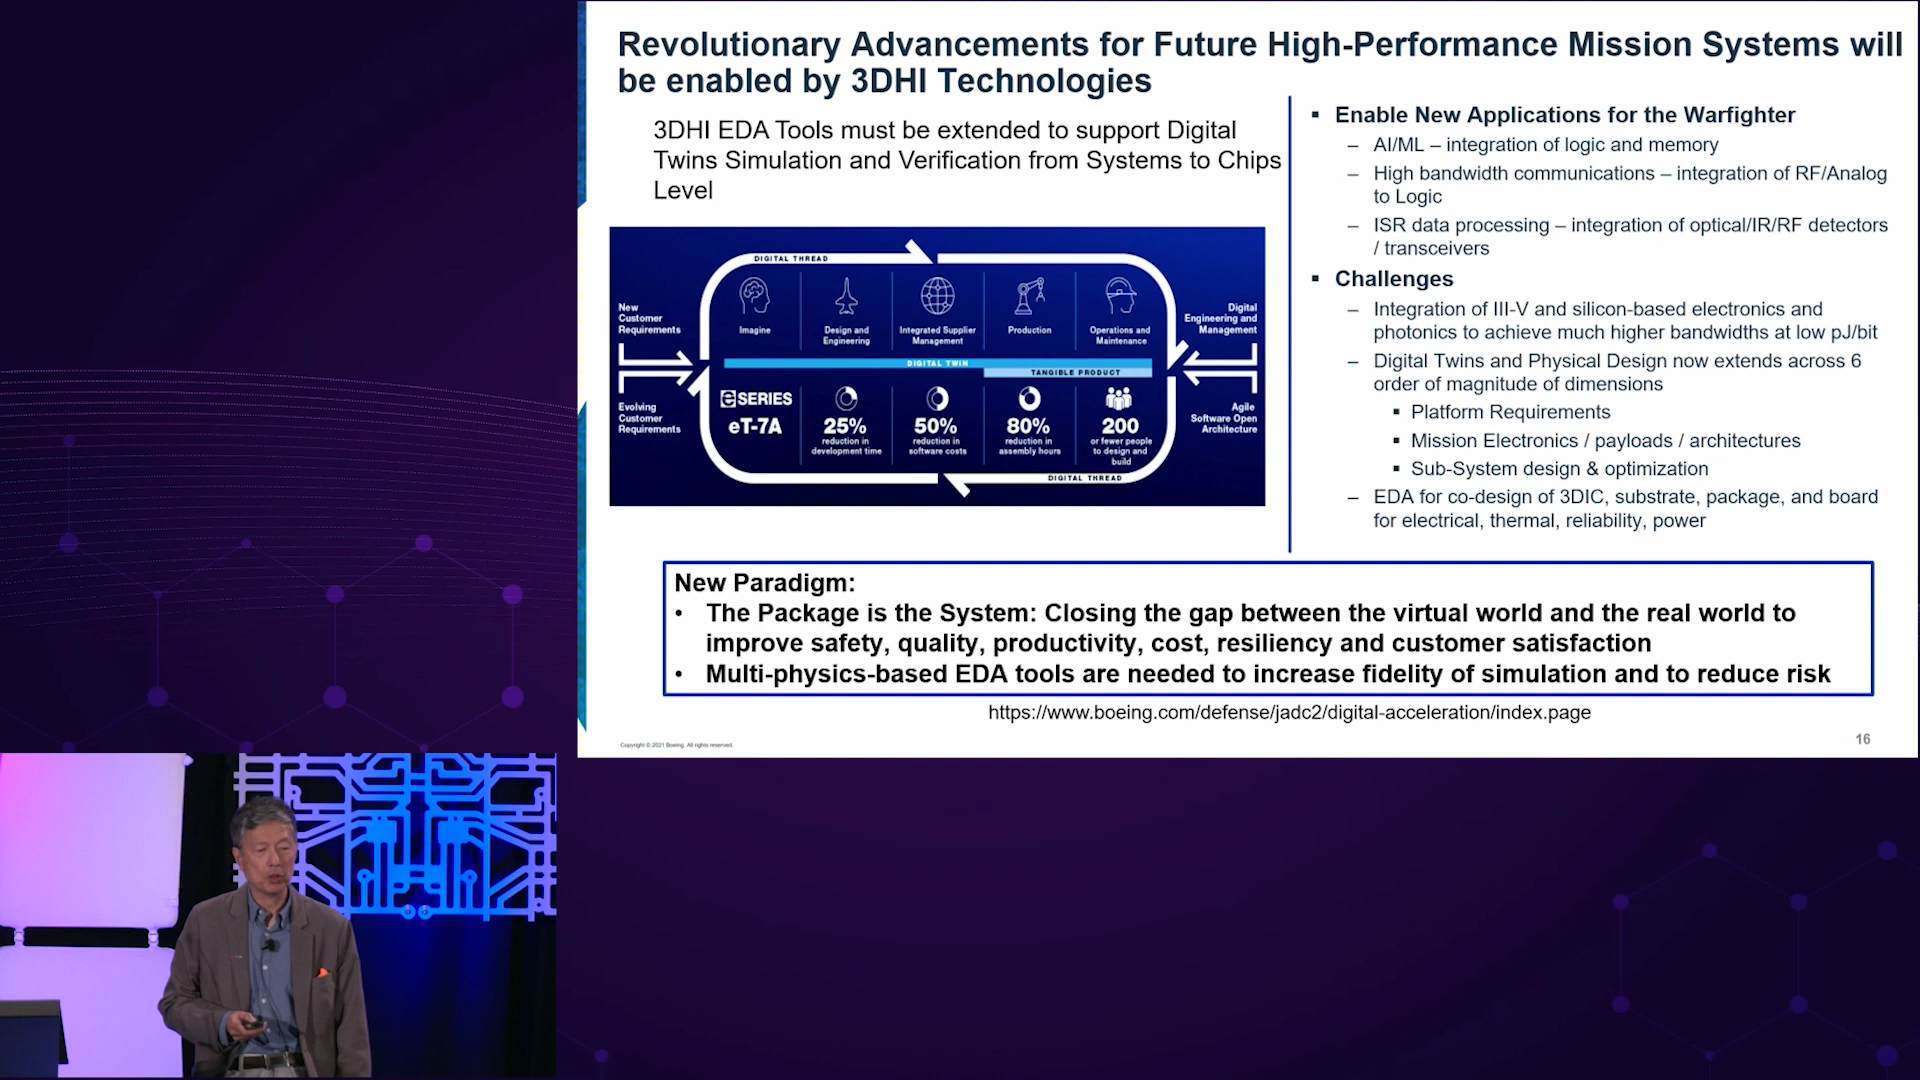 Revolutionary Advancements for Future High-Performance Mission Systems will
be enabled by 3DHI Technologies
3DHI EDA Tools must be extended to support Digital
Twins Simulation and Verification from Systems to Chips
Level
DIGITAL THREAD
New
Customer
Requirements
Evolving
Customer
Requirements
Imagine
Design and
Engineering
Integrated Supplier
Management
Production
Operations and
Maintenance
Digital
Engineering and
Management
Agile
Software Open
Architecture
DIGITAL TWIN
TANGIBLE PRODUCT
eSERIES
eT-7A
25%
reduction in
development time
50%
reduction in
software costs
80%
reduction in
assembly hours
200
or fewer people
to design and
build
DIGITAL THREAD
▪ Enable New Applications for the Warfighter
– AI/ML – integration of logic and memory
– High bandwidth communications – integration of RF/Analog
to Logic
– ISR data processing – integration of optical/IR/RF detectors
/ transceivers
▪ Challenges
– Integration of III-V and silicon-based electronics and
photonics to achieve much higher bandwidths at low pJ/bit
– Digital Twins and Physical Design now extends across 6
order of magnitude of dimensions
▪ Platform Requirements
▪ Mission Electronics / payloads / architectures
▪ Sub-System design & optimization
– EDA for co-design of 3DIC, substrate, package, and board
for electrical, thermal, reliability, power
New Paradigm:
• The Package is the System: Closing the gap between the virtual world and the real world to
improve safety, quality, productivity, cost, resiliency and customer satisfaction
• Multi-physics-based EDA tools are needed to increase fidelity of simulation and to reduce risk
https://www.boeing.com/defense/jadc2/digital-acceleration/index.page
Copyright © 2021 Boeing. All rights reserved.
16